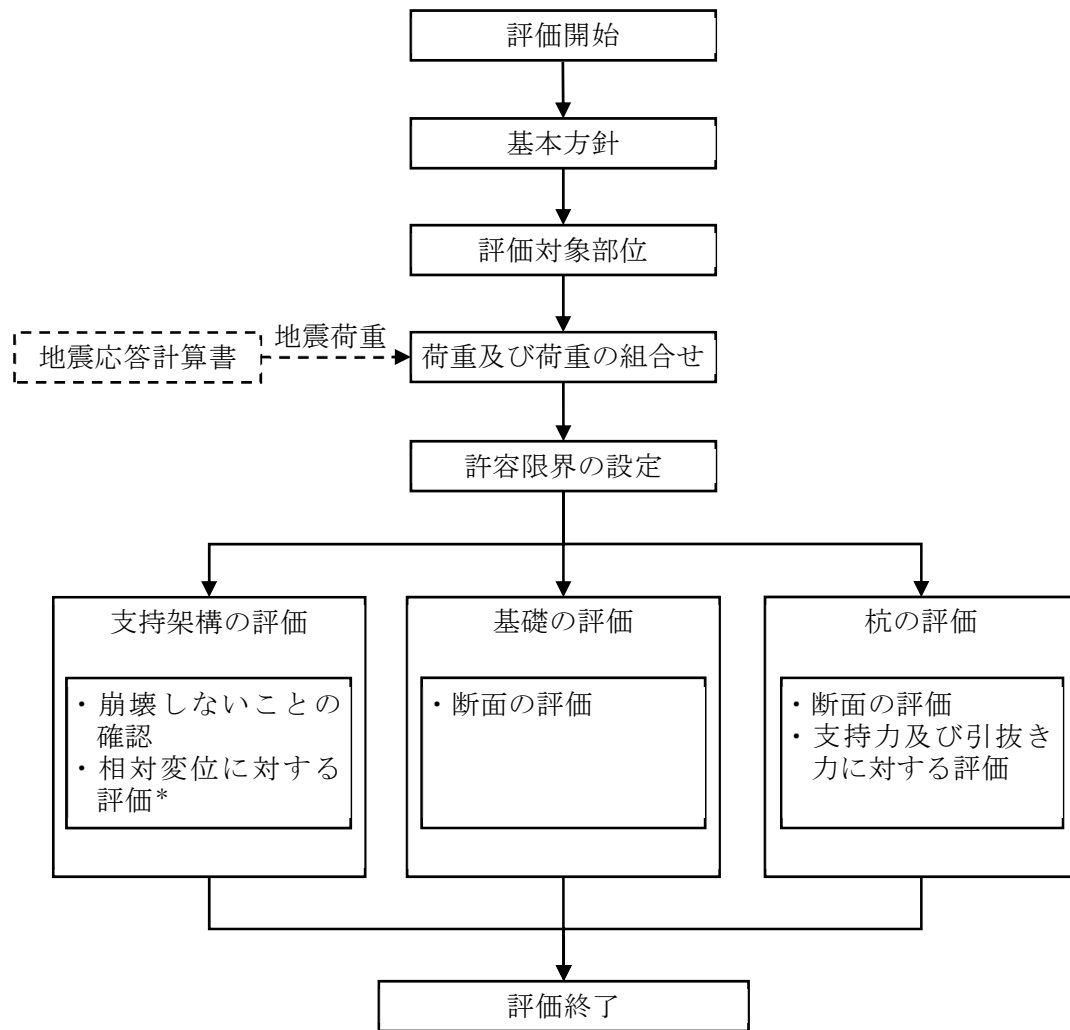 評価開始
基本方針
評価対象部位
地震応答計算書
地震荷重
荷重及び荷重の組合せ
許容限界の設定
支持架構の評価
・崩壊しないことの
確認
・相対変位に対する
評価*
基礎の評価
・断面の評価
杭の評価
・断面の評価
・支持力及び引抜き
力に対する評価
評価終了